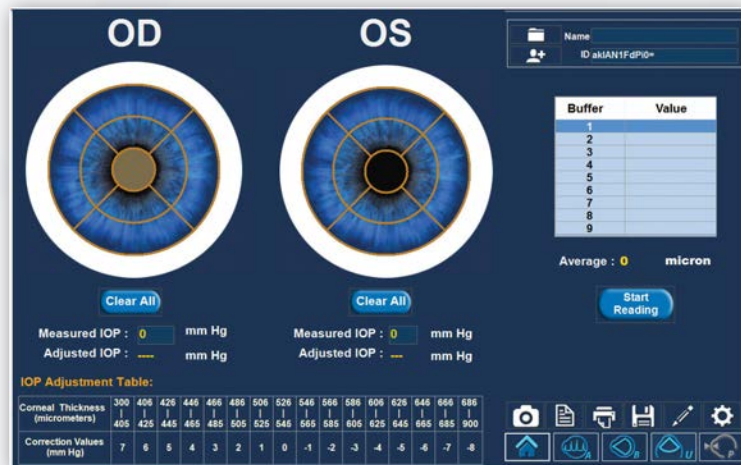 OD
OS
Name
ID akIAN1FdPi0=
Buffer Value
1
2
3
4
5
6
7
8
9
Average : 0 micron
Clear All
Clear All
Start
Reading
Measured IOP : 0 mm Hg
Adjusted IOP : ----
Measured IOP : 0 mm Hg
Adjusted IOP : --- mm Hg
IOP Adjustment Table:
Corneal Thickness (micrometers) 300 | 405 406 | 425 426 | 445 446 | 465 466 | 485 486 | 505 506 | 525 526 | 545 546 | 565 566 | 585 586 | 605 606 | 625 626 | 645 646 | 665 666 | 685 686 | 900
Correction Values (mm Hg) 7 6 5 4 3 2 1 0 -1 -2 -3 -4 -5 -6 -7 -8
A
B
U
P